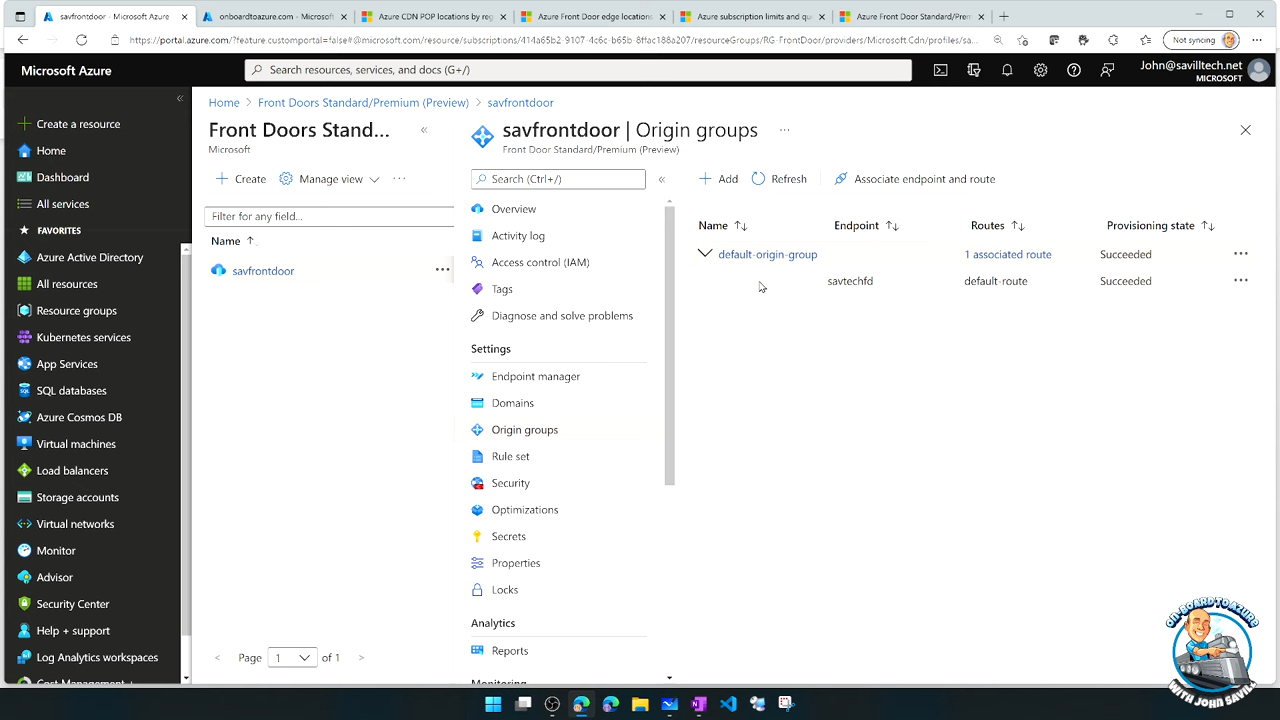 savfrontdoor - Microsoft Azure
onboardtoazure.com - Microsoft
Azure CDN POP locations by reg
Azure Front Door edge location
Azure subscription limits and qu
Azure Front Door Standard/Prem
https://portal.azure.com/?feature.customportal=false#@microsoft.com/resource/subscriptions/414a65b2-9107-4c6c-b65b-8ffac188a207/resourceGroups/RG-FrontDoor/providers/Microsoft.Cdn/profiles/sa...
Not syncing
Microsoft Azure
Search resources, services, and docs (G+/)
John@savilltech.net
MICROSOFT
Create a resource
Home
Dashboard
All services
FAVORITES
Azure Active Directory
All resources
Resource groups
Kubernetes services
App Services
SQL databases
Azure Cosmos DB
Virtual machines
Load balancers
Storage accounts
Virtual networks
Monitor
Advisor
Security Center
Help + support
Log Analytics workspaces
Cost Management +
Home > Front Doors Standard/Premium (Preview) > savfrontdoor
Front Doors Stand...
Microsoft
Create
Manage view
Filter for any field...
Name
savfrontdoor
Page 1 of 1
savfrontdoor | Origin groups
Front Door Standard/Premium (Preview)
Search (Ctrl+/)
Overview
Activity log
Access control (IAM)
Tags
Diagnose and solve problems
Settings
Endpoint manager
Domains
Origin groups
Rule set
Security
Optimizations
Secrets
Properties
Locks
Analytics
Reports
Monitoring
Add
Refresh
Associate endpoint and route
Name Endpoint Routes Provisioning state
default-origin-group 1 associated route Succeeded
savtechfd default-route Succeeded
ON-BOARD TO AZURE
WITH JOHN SAVILL